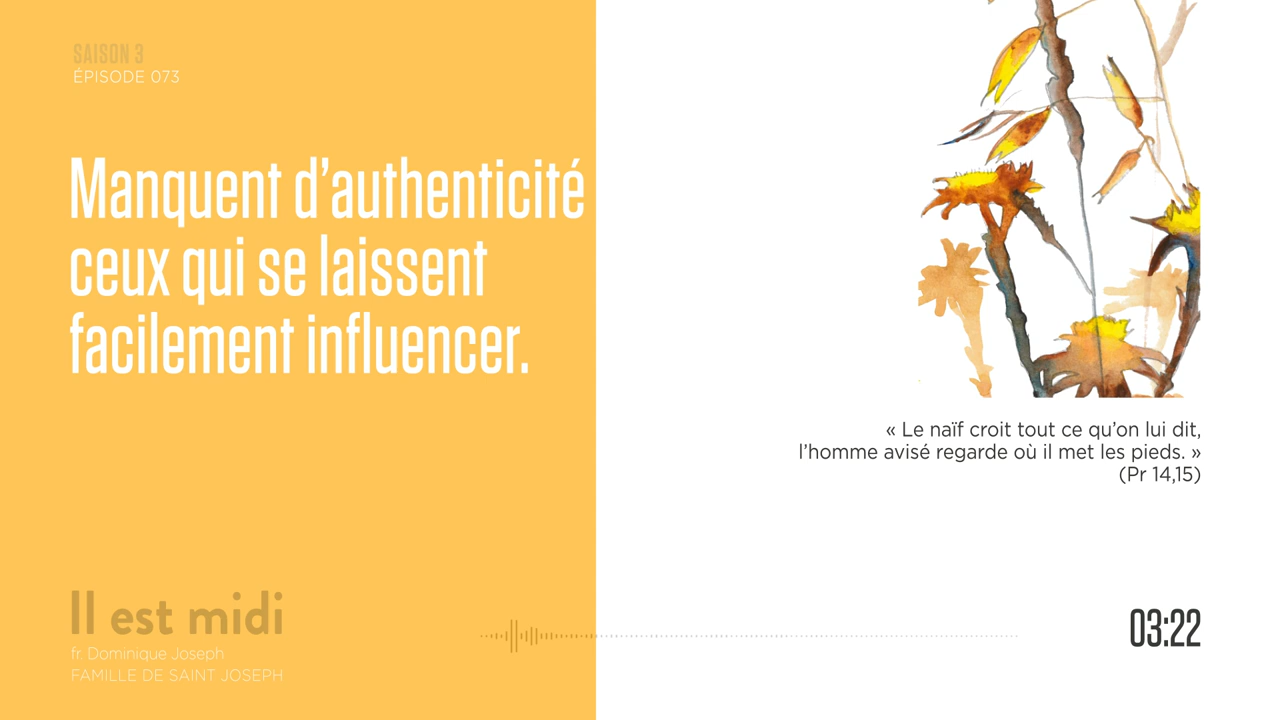 SAISON 3
ÉPISODE 073
Manquent d’authenticité
ceux qui se laissent
facilement influencer.
« Le naïf croit tout ce qu’on lui dit,
l’homme avisé regarde où il met les pieds. »
(Pr 14,15)
Il est midi
fr. Dominique Joseph
FAMILLE DE SAINT JOSEPH
03:22